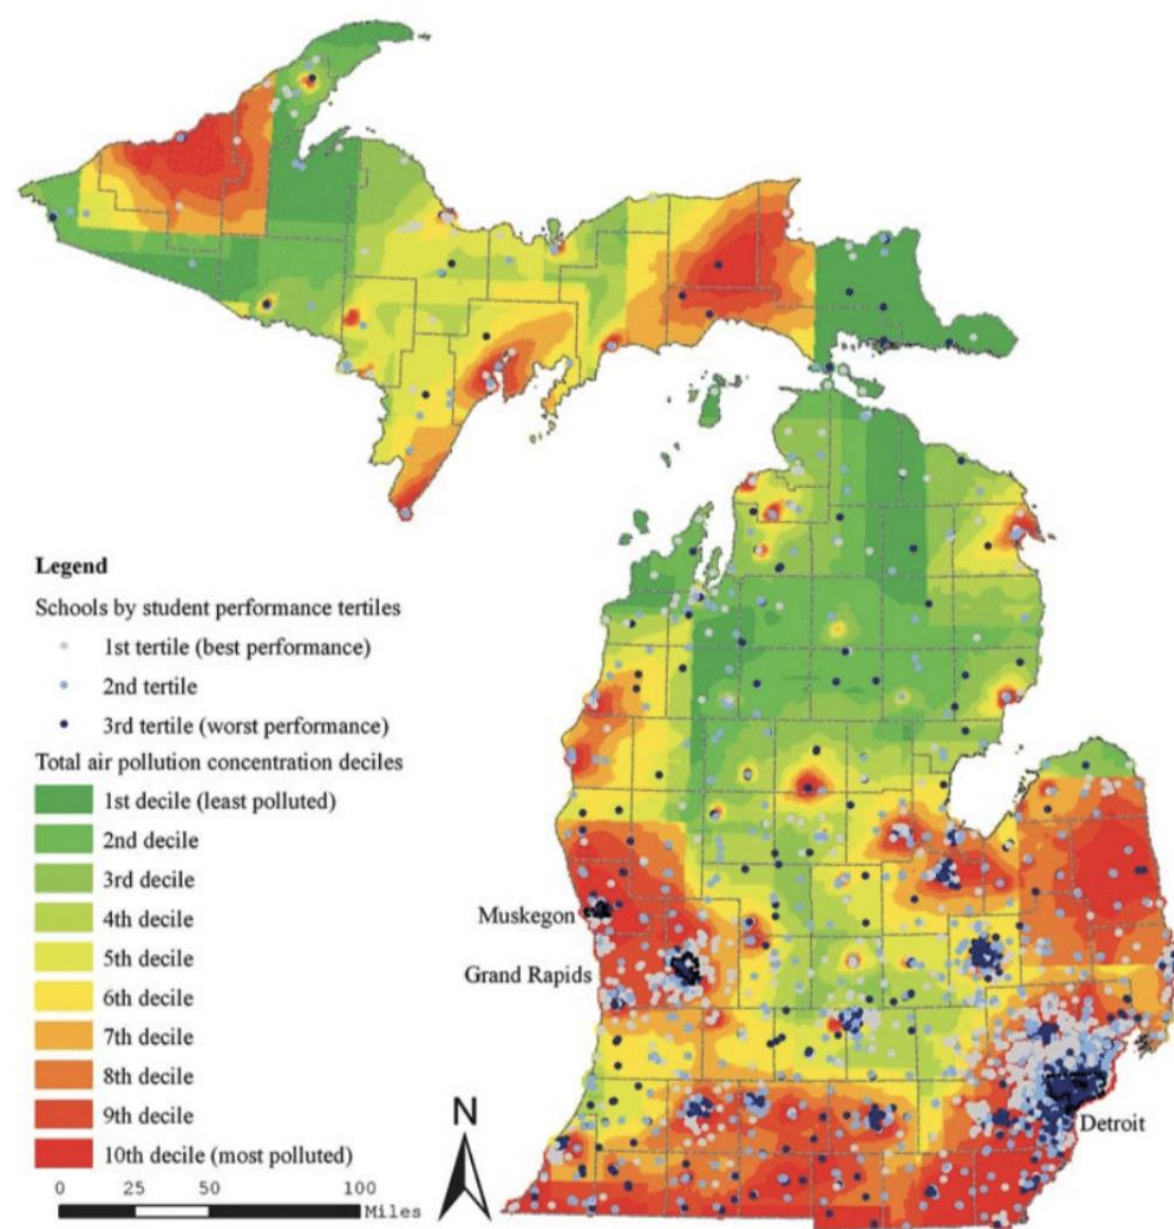 Legend
Schools by student performance tertiles
1st tertile (best performance)
2nd tertile
3rd tertile (worst performance)
Total air pollution concentration deciles
1st decile (least polluted)
2nd decile
3rd decile
4th decile
5th decile
6th decile
7th decile
8th decile
9th decile
10th decile (most polluted)
0 25 50 100
Miles
N
Muskegon
Grand Rapids
Detroit